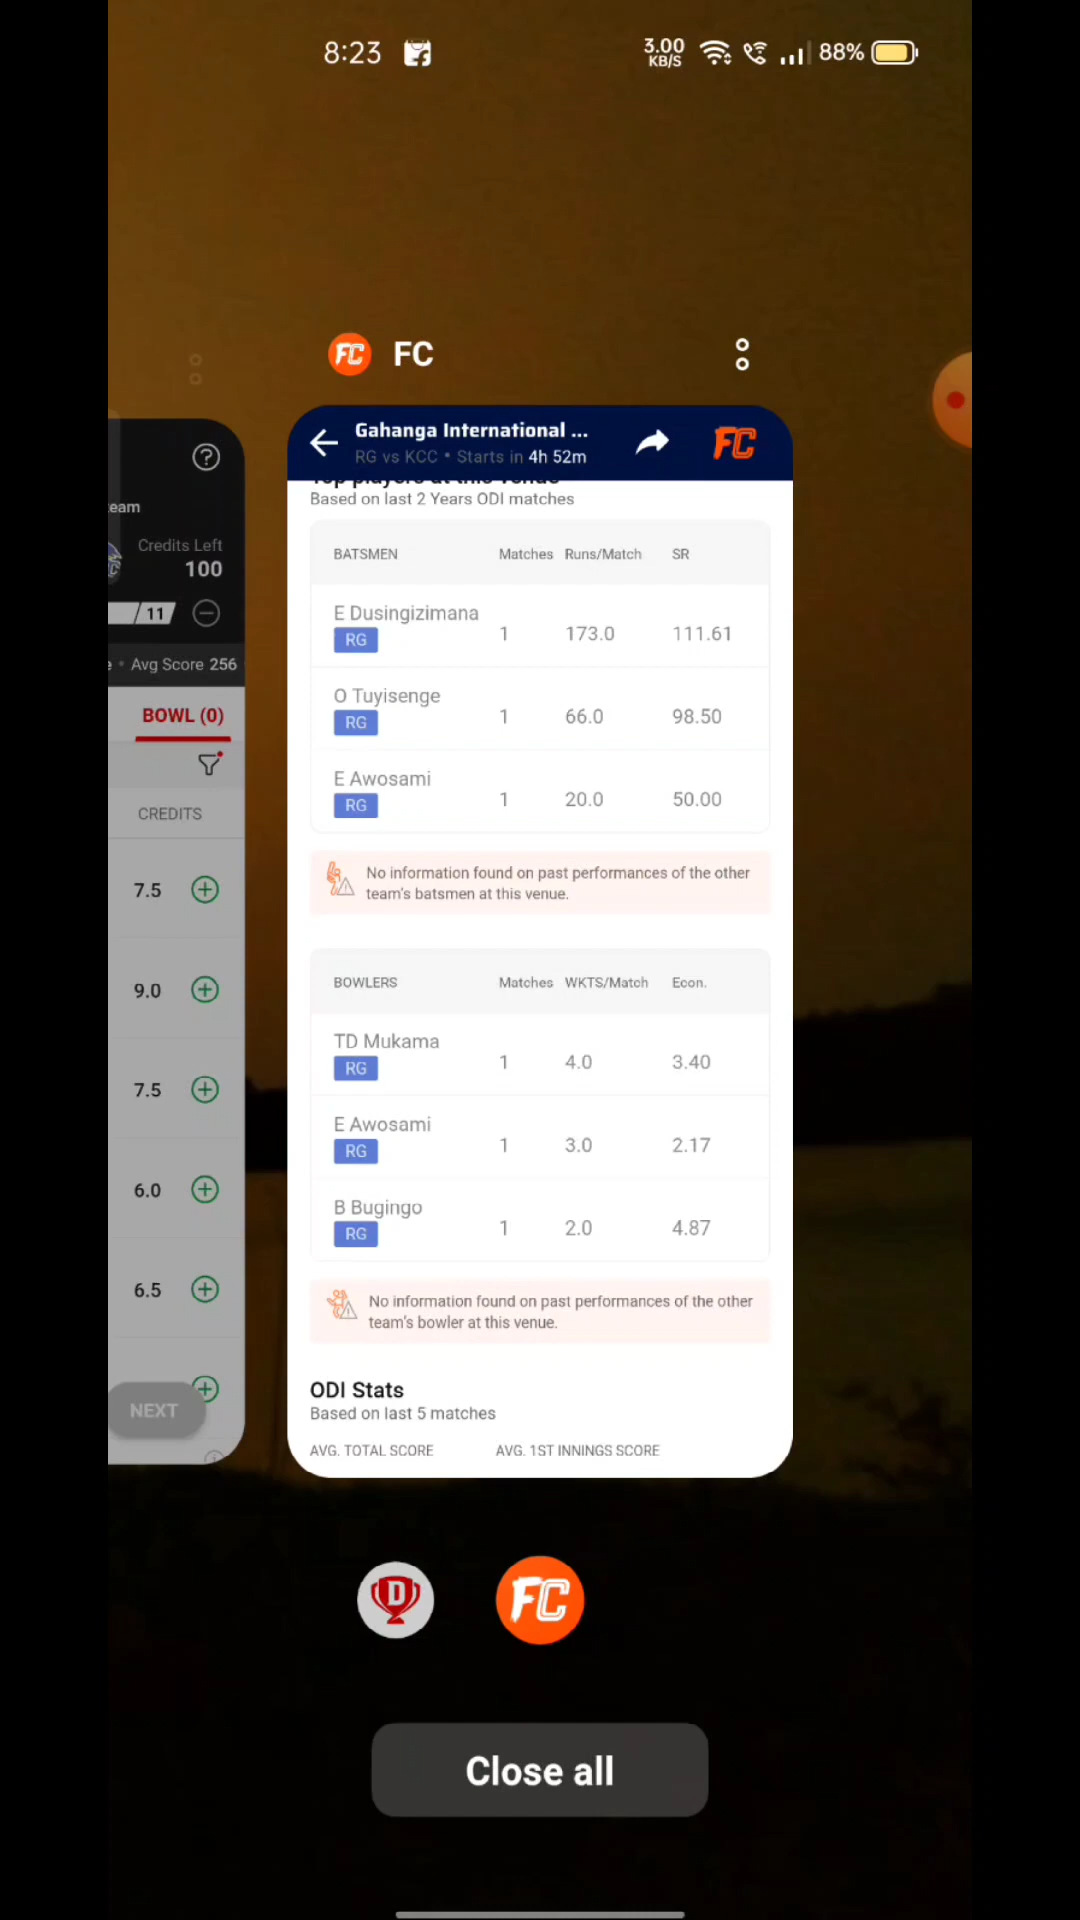 8:23
3.00
KB/S
88%
FC FC
Gahanga International ...
RG vs KCC • Starts in 4h 52m
FC
Top players at this venue
Based on last 2 Years ODI matches
BATSMEN Matches Runs/Match SR
E Dusingizimana
RG 1 173.0 111.61
O Tuyisenge
RG 1 66.0 98.50
E Awosami
RG 1 20.0 50.00
No information found on past performances of the other
team's batsmen at this venue.
BOWLERS Matches WKTS/Match Econ.
TD Mukama
RG 1 4.0 3.40
E Awosami
RG 1 3.0 2.17
B Bugingo
RG 1 2.0 4.87
No information found on past performances of the other
team's bowler at this venue.
ODI Stats
Based on last 5 matches
AVG. TOTAL SCORE AVG. 1ST INNINGS SCORE
eam
Credits Left
100
11
Avg Score 256
BOWL (0)
CREDITS
7.5
9.0
7.5
6.0
6.5
NEXT
D FC
Close all